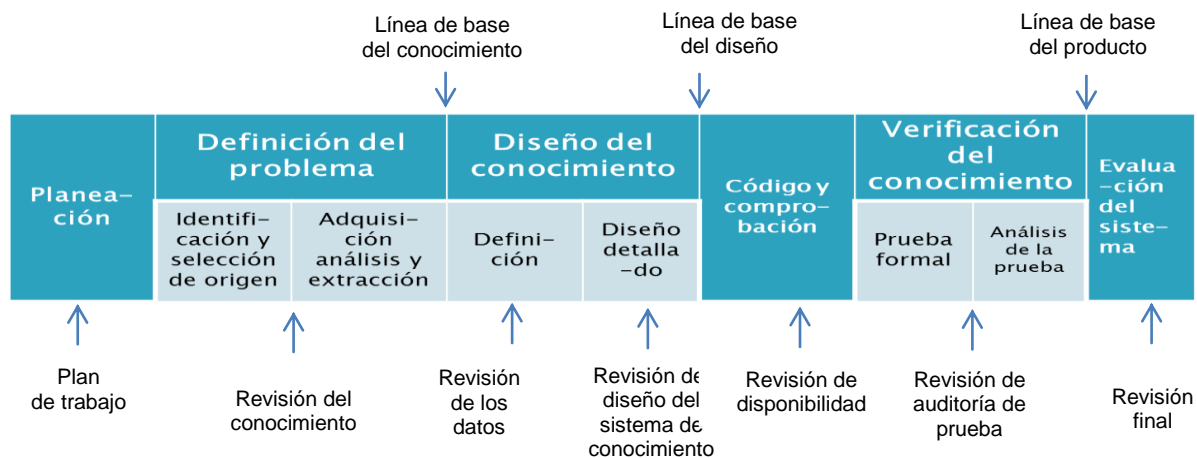 Línea de base
del conocimiento
Línea de base
del diseño
Línea de base
del producto
Planea–
ción
Definición del
problema
Identifi–
cación y
selección
de origen
Adquisi–
ción
análisis y
extracción
Diseño del
conocimiento
Defini–
ción
Diseño
detalla
–do
Código y
compro–
bación
Verificación
del
conocimiento
Prueba
formal
Análisis
de la
prueba
Evalua
–ción
del
siste–
ma
Plan
de trabajo
Revisión del
conocimiento
Revisión
de los
datos
Revisión de
diseño del
sistema de
conocimiento
Revisión de
disponibilidad
Revisión de
auditoría de
prueba
Revisión
final